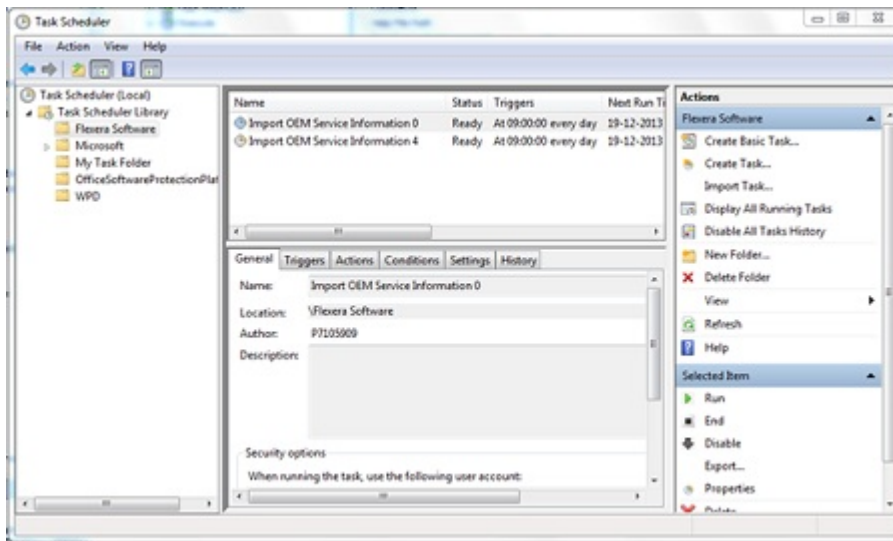 Task Scheduler
File Action View Help
Task Scheduler (Local)
Task Scheduler Library
Flexera Software
Microsoft
My Task Folder
OfficeSoftwareProtectionPlat
WPD
Name Status Triggers Next Run Ti
Import OEM Service Information 0 Ready At 09:00:00 every day 19-12-2013
Import OEM Service Information 4 Ready At 09:00:00 every day 19-12-2013
General Triggers Actions Conditions Settings History
Name: Import OEM Service Information 0
Location: \Flexera Software
Author: P7105909
Description:
Security options
When running the task, use the following user account:
Actions
Flexera Software
Create Basic Task...
Create Task...
Import Task...
Display All Running Tasks
Disable All Tasks History
New Folder...
Delete Folder
View
Refresh
Help
Selected Item
Run
End
Disable
Export...
Properties
Delete